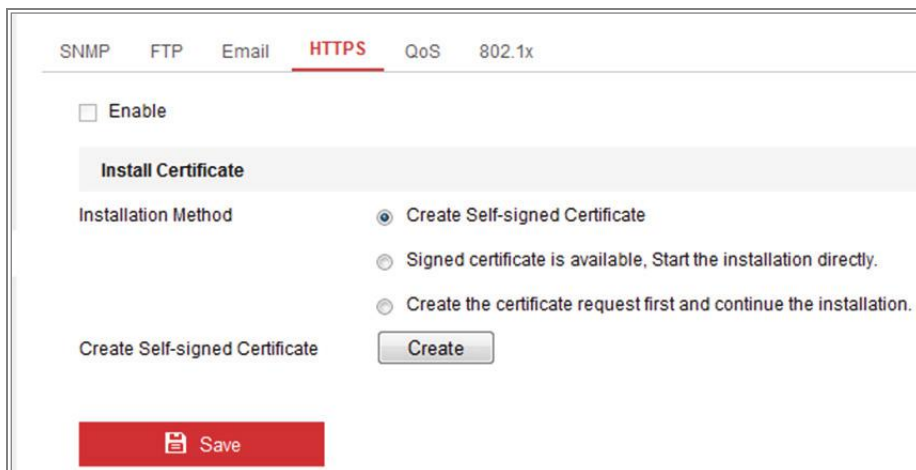 SNMP FTP Email HTTPS QoS 802.1x
Enable
Install Certificate
Installation Method
Create Self-signed Certificate
Signed certificate is available, Start the installation directly.
Create the certificate request first and continue the installation.
Create Self-signed Certificate Create
Save